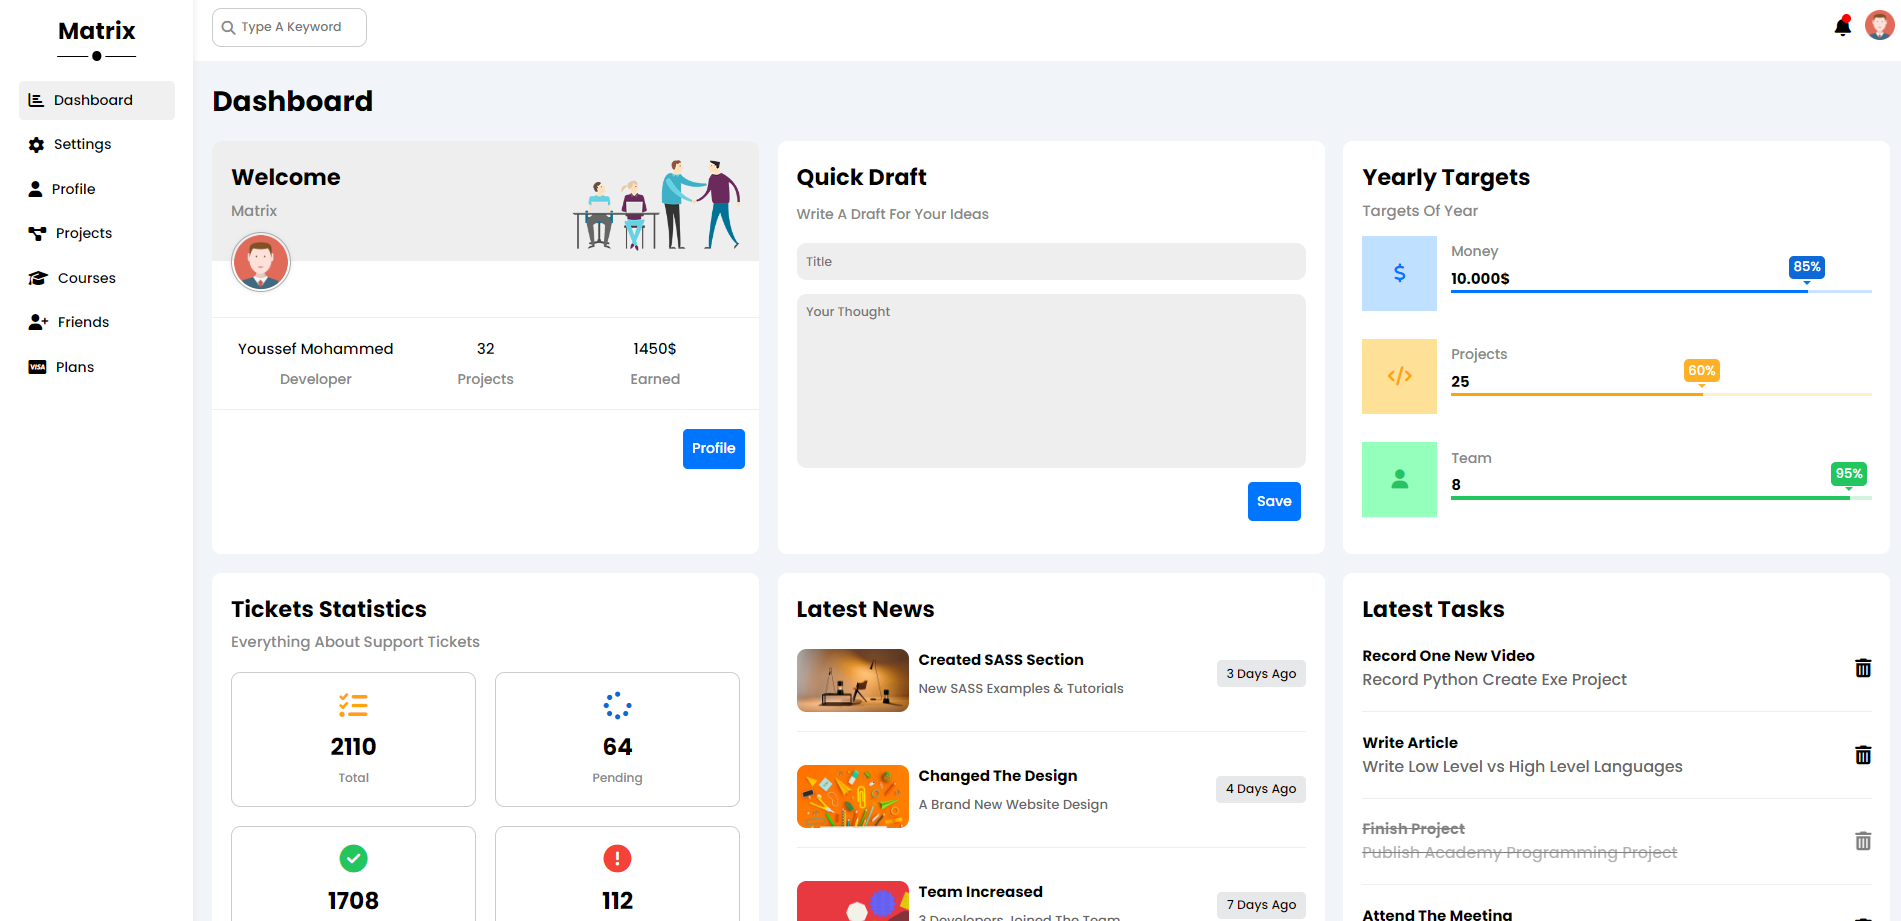 Matrix
Type A Keyword
Dashboard
Settings
Profile
Projects
Courses
Friends
VISA Plans
Dashboard
Welcome
Matrix
Youssef Mohammed
Developer
32
Projects
1450$
Earned
Profile
Quick Draft
Write A Draft For Your Ideas
Title
Your Thought
Save
Yearly Targets
Targets Of Year
$
Money
10.000$
85%
</>
Projects
25
60%
Team
8
95%
Tickets Statistics
Everything About Support Tickets
2110
Total
64
Pending
1708
112
Latest News
Created SASS Section
New SASS Examples & Tutorials
3 Days Ago
Changed The Design
A Brand New Website Design
4 Days Ago
Team Increased
3 Developers Joined The Team
7 Days Ago
Latest Tasks
Record One New Video
Record Python Create Exe Project
Write Article
Write Low Level vs High Level Languages
Finish Project
Publish Academy Programming Project
Attend The Meeting